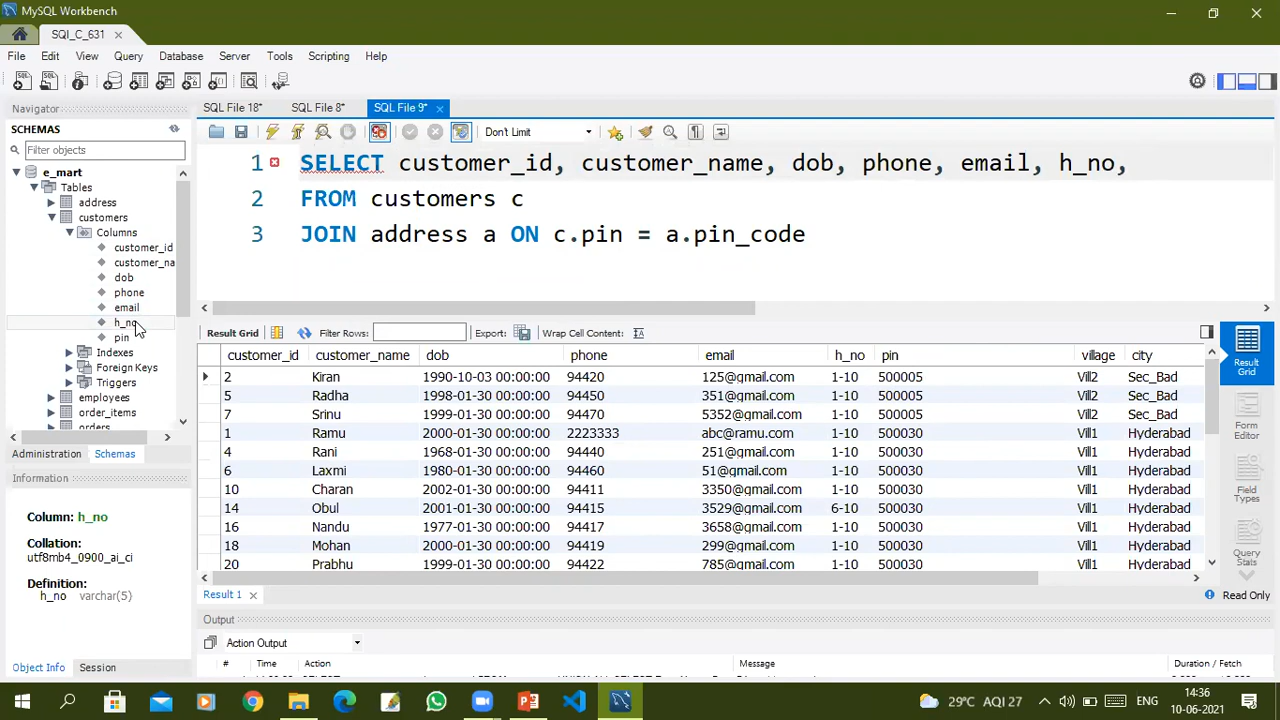 MySQL Workbench
SQl_C_631
File Edit View Query Database Server Tools Scripting Help
Navigator
SCHEMAS
Filter objects
e_mart
Tables
address
customers
Columns
customer_id
customer_na
dob
phone
email
h_no
pin
Indexes
Foreign Keys
Triggers
employees
order_items
orders
Administration Schemas
Information
Column: h_no
Collation:
utf8mb4_0900_ai_ci
Definition:
h_no varchar(5)
Object Info Session
SQL File 18* SQL File 8* SQL File 9*
Don't Limit
1 SELECT customer_id, customer_name, dob, phone, email, h_no,
2 FROM customers c
3 JOIN address a ON c.pin = a.pin_code
Result Grid Filter Rows: Export: Wrap Cell Content:
customer_id customer_name dob phone email h_no pin village city
2 Kiran 1990-10-03 00:00:00 94420 125@gmail.com 1-10 500005 Vill2 Sec_Bad
5 Radha 1998-01-30 00:00:00 94450 351@gmail.com 1-10 500005 Vill2 Sec_Bad
7 Srinu 1999-01-30 00:00:00 94470 5352@gmail.com 1-10 500005 Vill2 Sec_Bad
1 Ramu 2000-01-30 00:00:00 2223333 abc@ramu.com 1-10 500030 Vill1 Hyderabad
4 Rani 1968-01-30 00:00:00 94440 251@gmail.com 1-10 500030 Vill1 Hyderabad
6 Laxmi 1980-01-30 00:00:00 94460 51@gmail.com 1-10 500030 Vill1 Hyderabad
10 Charan 2002-01-30 00:00:00 94411 3350@gmail.com 1-10 500030 Vill1 Hyderabad
14 Obul 2001-01-30 00:00:00 94415 3529@gmail.com 6-10 500030 Vill1 Hyderabad
16 Nandu 1977-01-30 00:00:00 94417 3658@gmail.com 1-10 500030 Vill1 Hyderabad
18 Mohan 2000-01-30 00:00:00 94419 299@gmail.com 1-10 500030 Vill1 Hyderabad
20 Prabhu 1999-01-30 00:00:00 94422 785@gmail.com 1-10 500030 Vill1 Hyderabad
Result Grid
Form Editor
Field Types
Query Stats
Result 1
Read Only
Output
Action Output
# Time Action Message Duration / Fetch
29°C AQI 27
14:36
10-06-2021